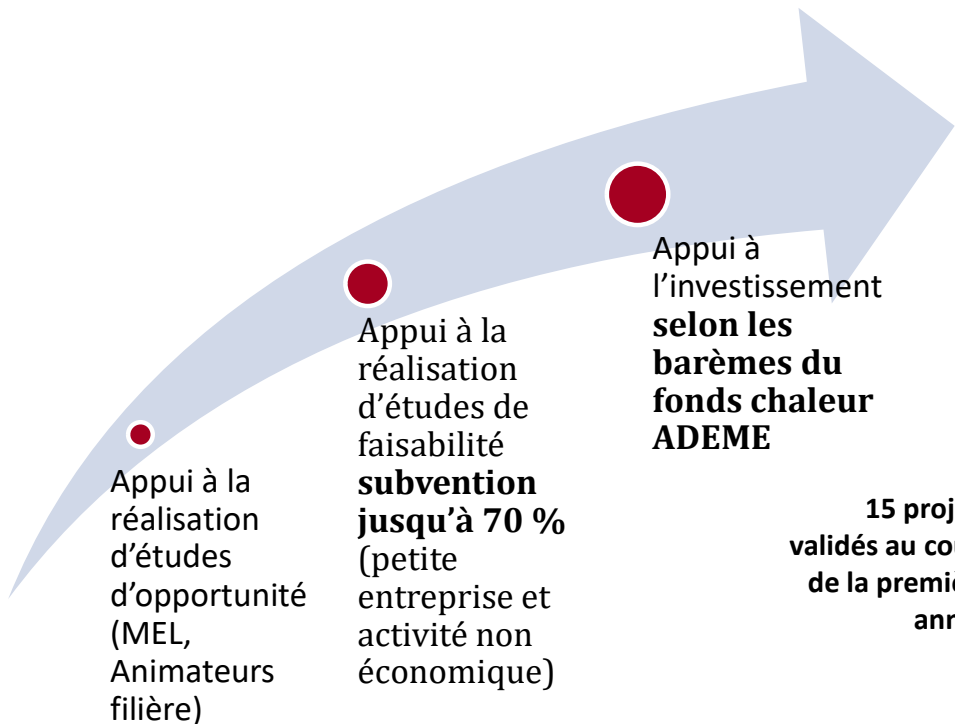 Appui à la
réalisation
d’études
d’opportunité
(MEL,
Animateurs
filière)
Appui à la
réalisation
d’études de
faisabilité
subvention
jusqu’à 70 %
(petite
entreprise et
activité non
économique)
Appui à
l’investissement
selon les
barèmes du
fonds chaleur
ADEME
15
validés au
de la